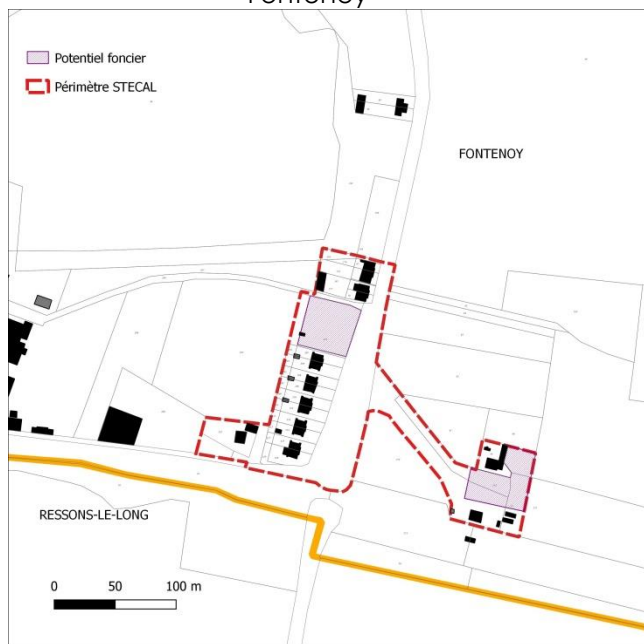 Fontenoy
Potentiel foncier
Périmètre STECAL
FONTENOY
RESSONS-LE-LONG
0 50 100 m